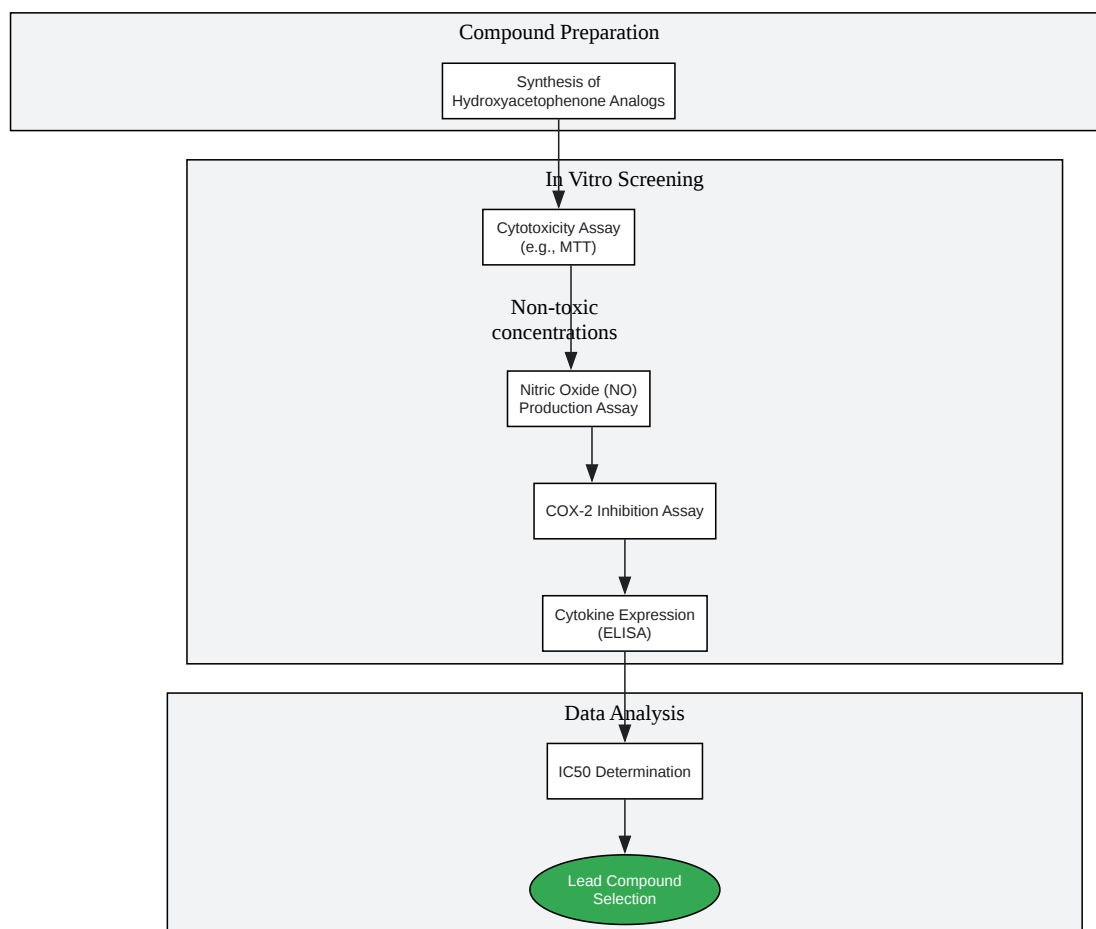 Compound Preparation
Synthesis of
Hydroxyacetophenone Analogs
In Vitro Screening
Cytotoxicity Assay
(e.g., MTT)
Non-toxic
concentrations
Nitric Oxide (NO)
Production Assay
COX-2 Inhibition Assay
Cytokine Expression
(ELISA)
Data Analysis
IC50 Determination
Lead Compound
Selection